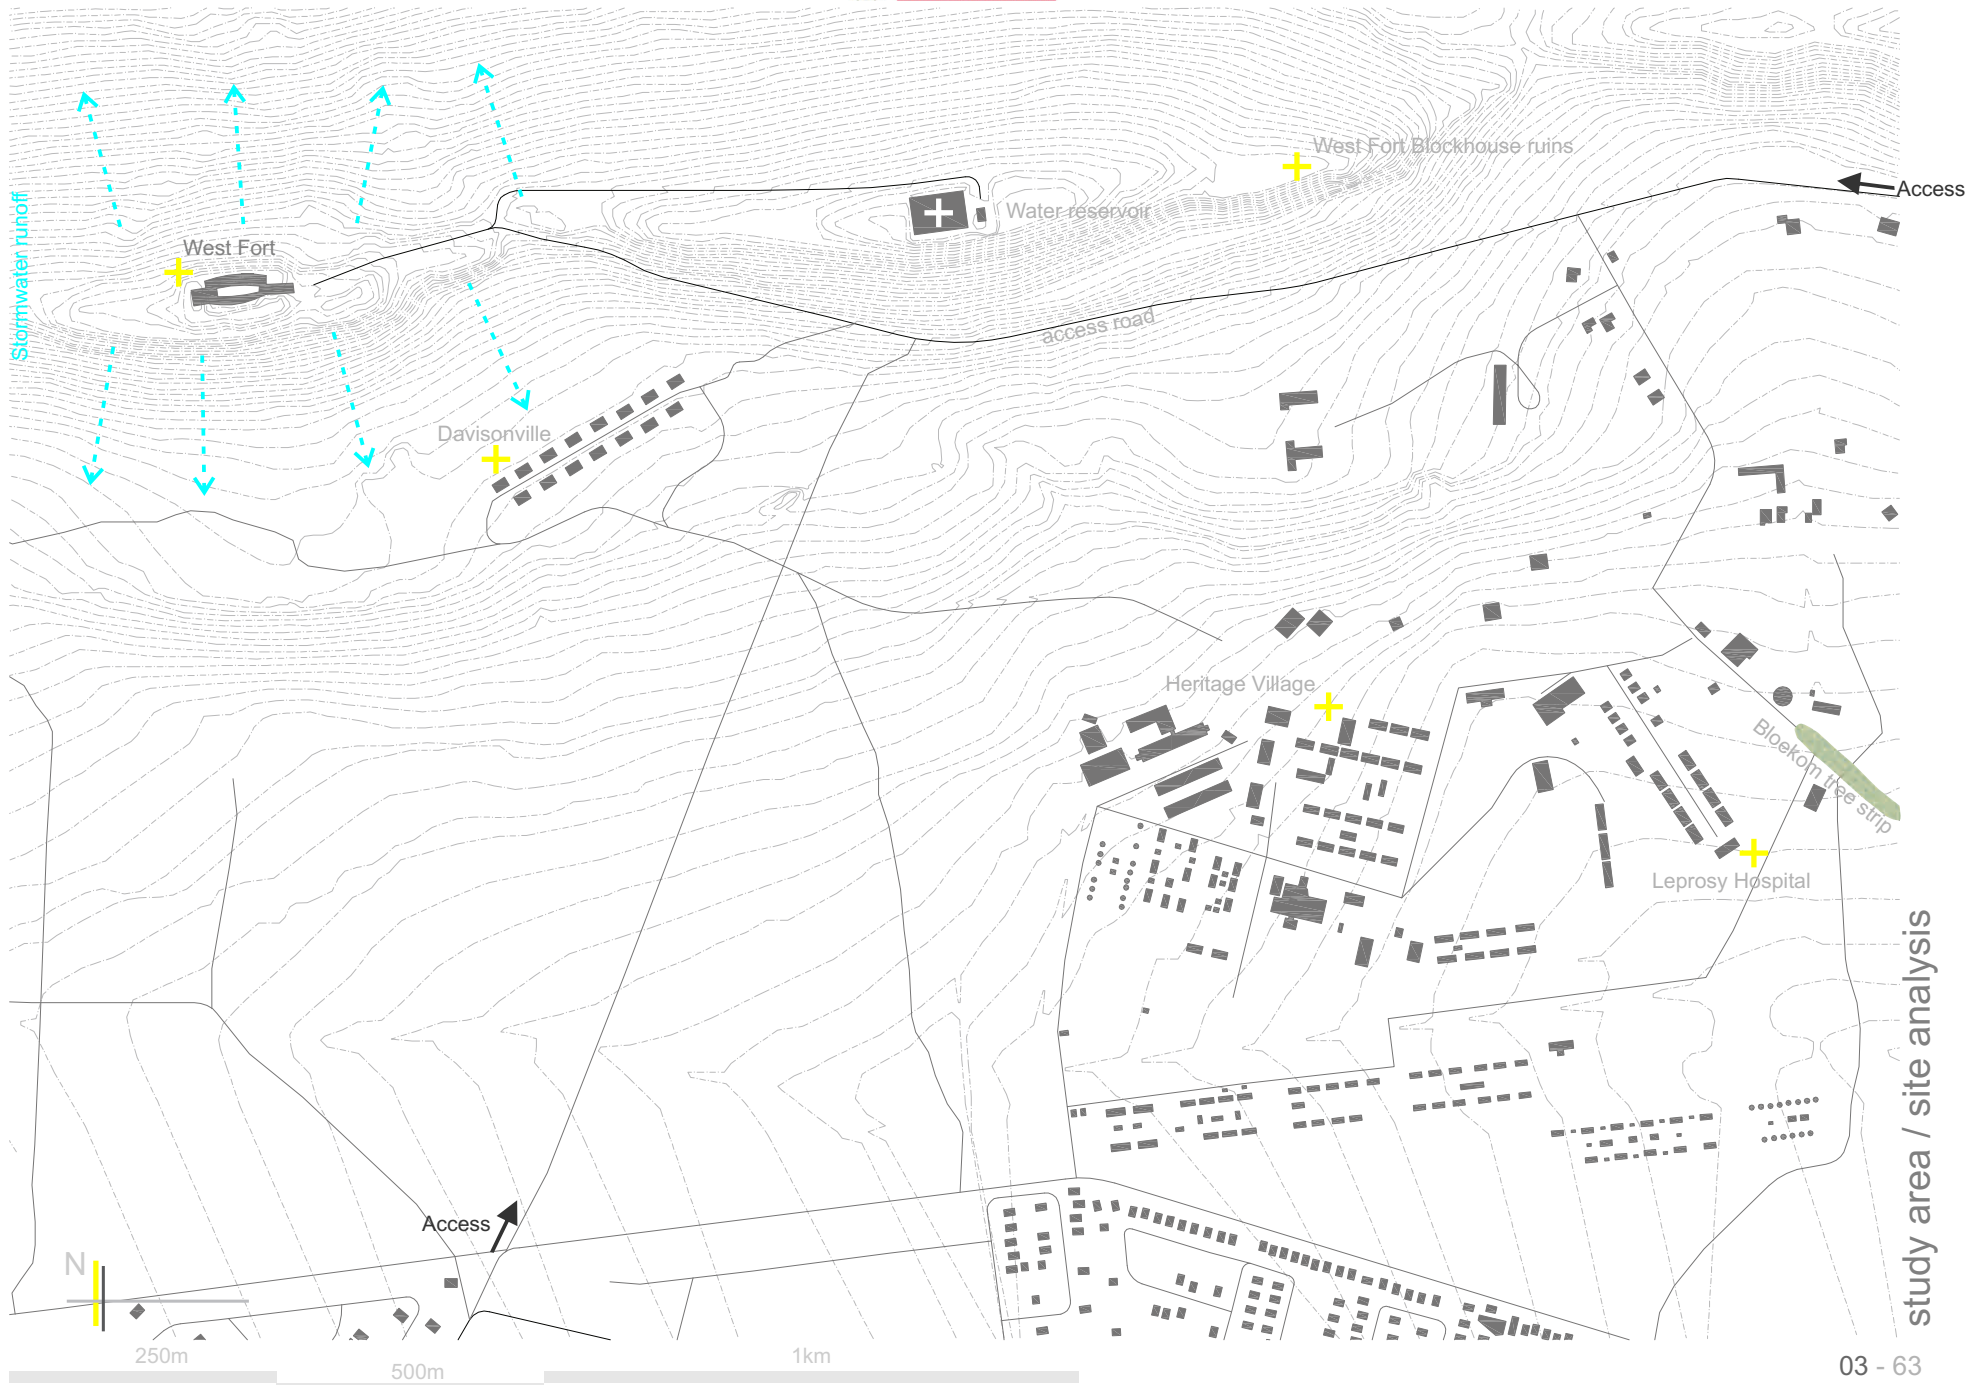 West Fort Blockhouse ruins
Access
Water reservoir
Stormwater runoff
West Fort
access road
Davisonville
Heritage Village
Bloekom tree strip
Leprosy Hospital
study area / site analysis
Access
N
250m
500m
1km
03 - 63